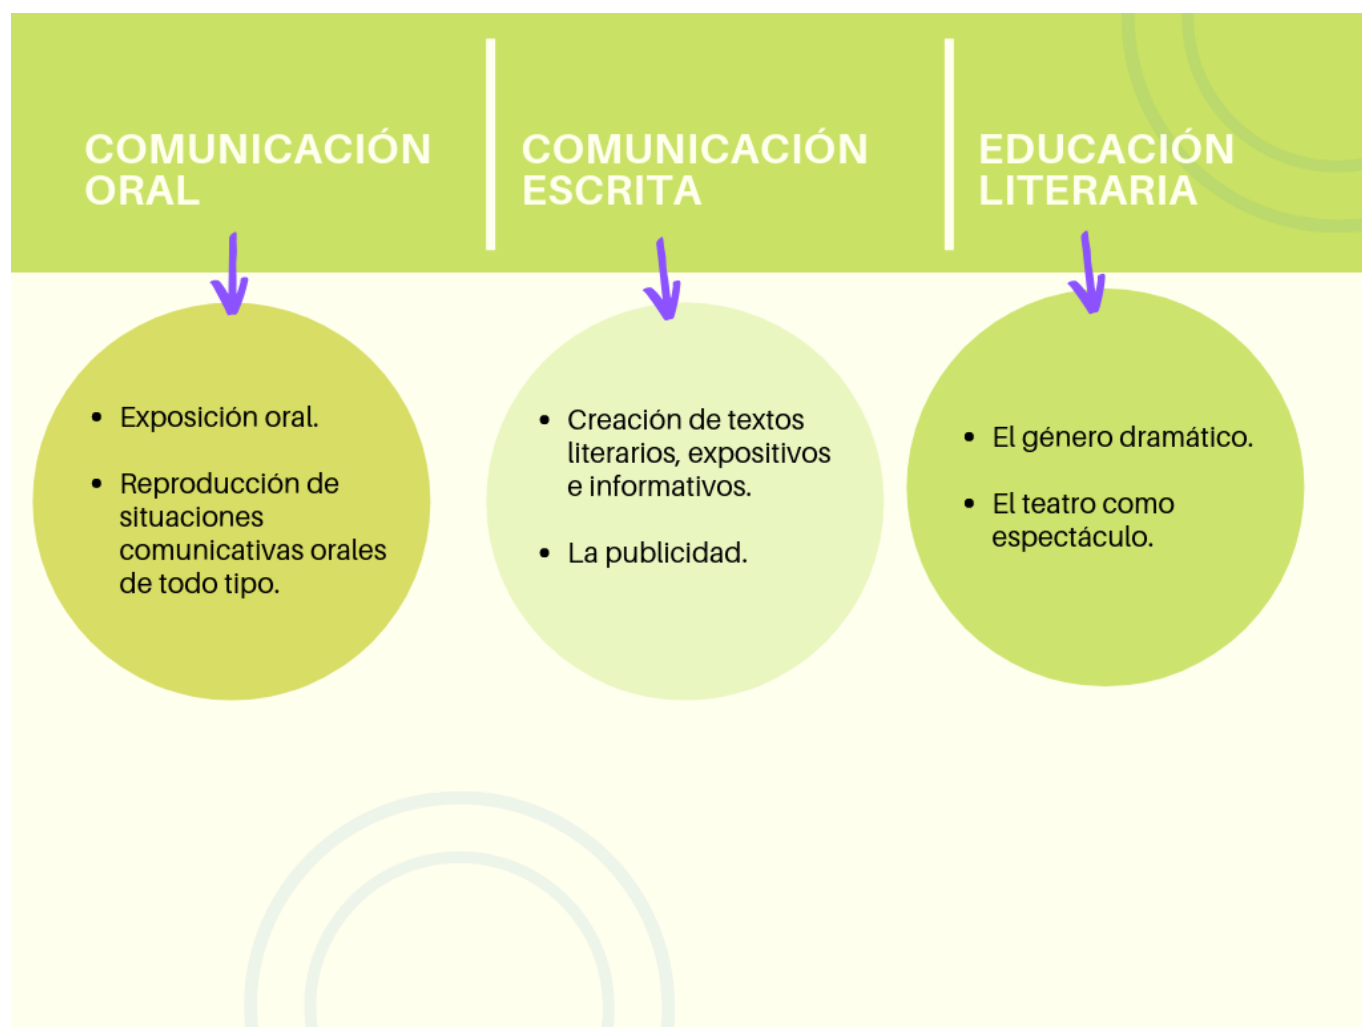 COMUNICACIÓN
ORAL
COMUNICACIÓN
ESCRITA
EDUCACIÓN
LITERARIA
• Exposición oral.
• Reproducción de
situaciones
comunicativas orales
de todo tipo.
• Creación de textos
literarios, expositivos
e informativos.
• La publicidad.
• El género dramático.
• El teatro como
espectáculo.